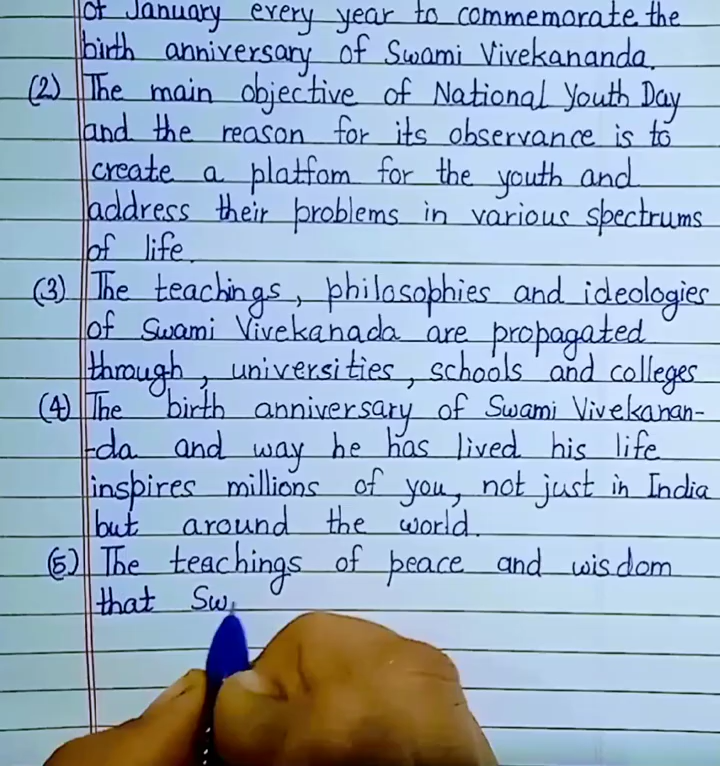 of January every year to commemorate the
birth anniversary of Swami Vivekananda.
(2) The main objective of National Youth Day
and the reason for its observance is to
create a platfom for the youth and
address their problems in various spectrums
of life.
(3) The teachings, philosophies and ideologies
of Swami Vivekanada are propagated
through, universities, schools and colleges
(4) The birth anniversary of Swami Vivekanan-
-da and way he has lived his life
inspires millions of you, not just in India
but around the world.
(5) The teachings of peace and wisdom
that Sw